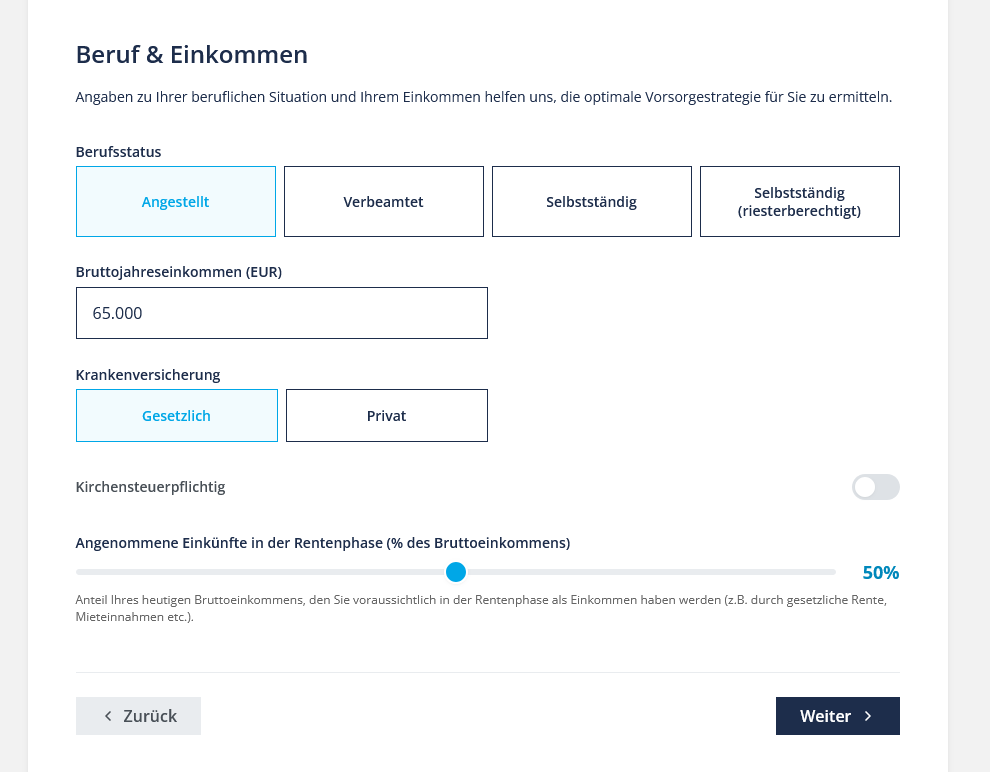 Beruf & Einkommen
Angaben zu Ihrer beruflichen Situation und Ihrem Einkommen helfen uns, die optimale Vorsorgestrategie für Sie zu ermitteln.
Berufsstatus
Angestellt
Verbeamtet
Selbstständig
Selbstständig
(riesterberechtigt)
Bruttojahreseinkommen (EUR)
65.000
Krankenversicherung
Gesetzlich
Privat
Kirchensteuerpflichtig
Angenommene Einkünfte in der Rentenphase (% des Bruttoeinkommens)
50%
Anteil Ihres heutigen Bruttoeinkommens, den Sie voraussichtlich in der Rentenphase als Einkommen haben werden (z.B. durch gesetzliche Rente,
Mieteinnahmen etc.).
Zurück
Weiter